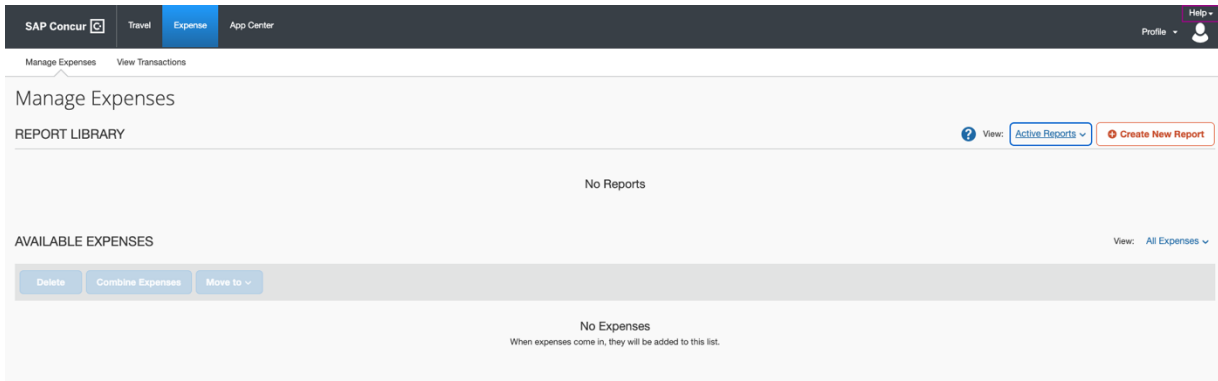 Help
SAP Concur C Travel Expense App Center
Profile
Manage Expenses View Transactions
Manage Expenses
REPORT LIBRARY
? View: Active Reports Create New Report
No Reports
AVAILABLE EXPENSES
View: All Expenses
Delete Combine Expenses Move to
No Expenses
When expenses come in, they will be added to this list.